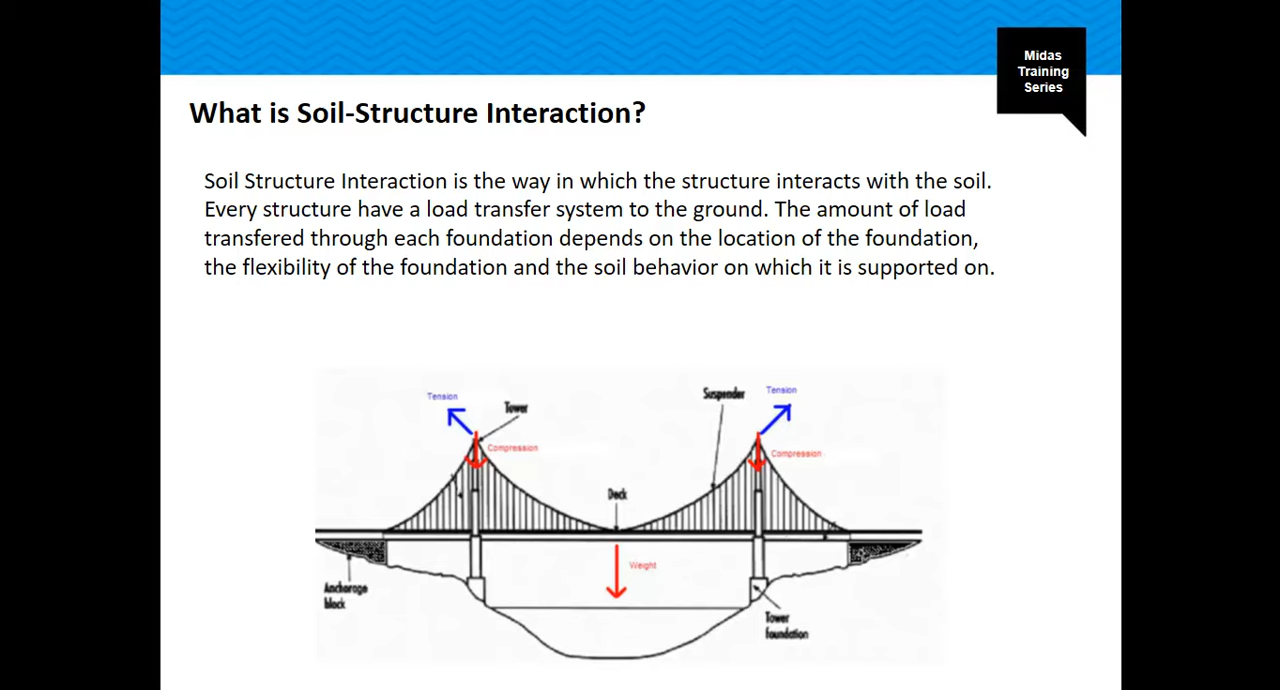 Midas
Training
Series
What is Soil-Structure Interaction?
Soil Structure Interaction is the way in which the structure interacts with the soil.
Every structure have a load transfer system to the ground. The amount of load
transfered through each foundation depends on the location of the foundation,
the flexibility of the foundation and the soil behavior on which it is supported on.
Tension
Tower
Suspender
Tension
Compression
Compression
Deck
Weight
Anchorage
block
Tower
foundation